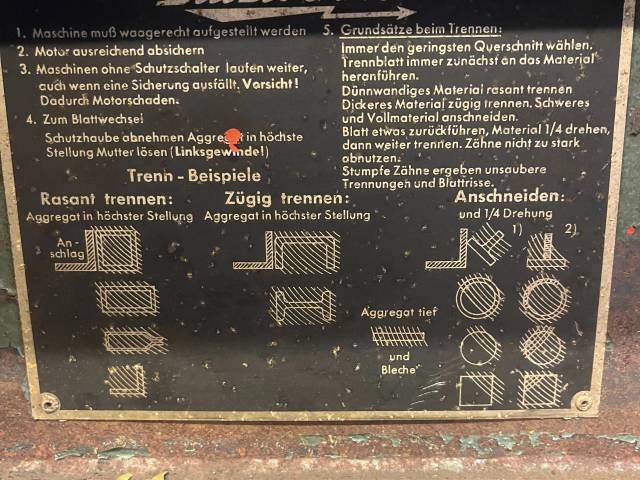 1. Maschine muß waagerecht aufgestellt werden
2. Motor ausreichend absichern
3. Maschinen ohne Schutzschalter laufen weiter,
auch wenn eine Sicherung ausfällt. Vorsicht!
Dadurch Motorschaden.
4. Zum Blattwechsel
Schutzhaube abnehmen Aggregat in höchste
Stellung Mutter lösen (Linksgewinde!)
5. Grundsätze beim Trennen:
Immer den geringsten Querschnitt wählen.
Trennblatt immer zunächst an das Material
heranführen.
Dünnwandiges Material rasant trennen
Dickeres Material zügig trennen. Schweres
und Vollmaterial anschneiden.
Blatt etwas zurückführen, Material 1/4 drehen,
dann weiter trennen. Zähne nicht zu stark
abnutzen.
Stumpfe Zähne ergeben unsaubere
Trennungen und Blattrisse.
Trenn - Beispiele
Rasant trennen:
Aggregat in höchster Stellung
An-
schlag
Zügig trennen:
Aggregat in höchster Stellung
Aggregat tief
und
Bleche
Anschneiden:
und 1/4 Drehung
1) 2)